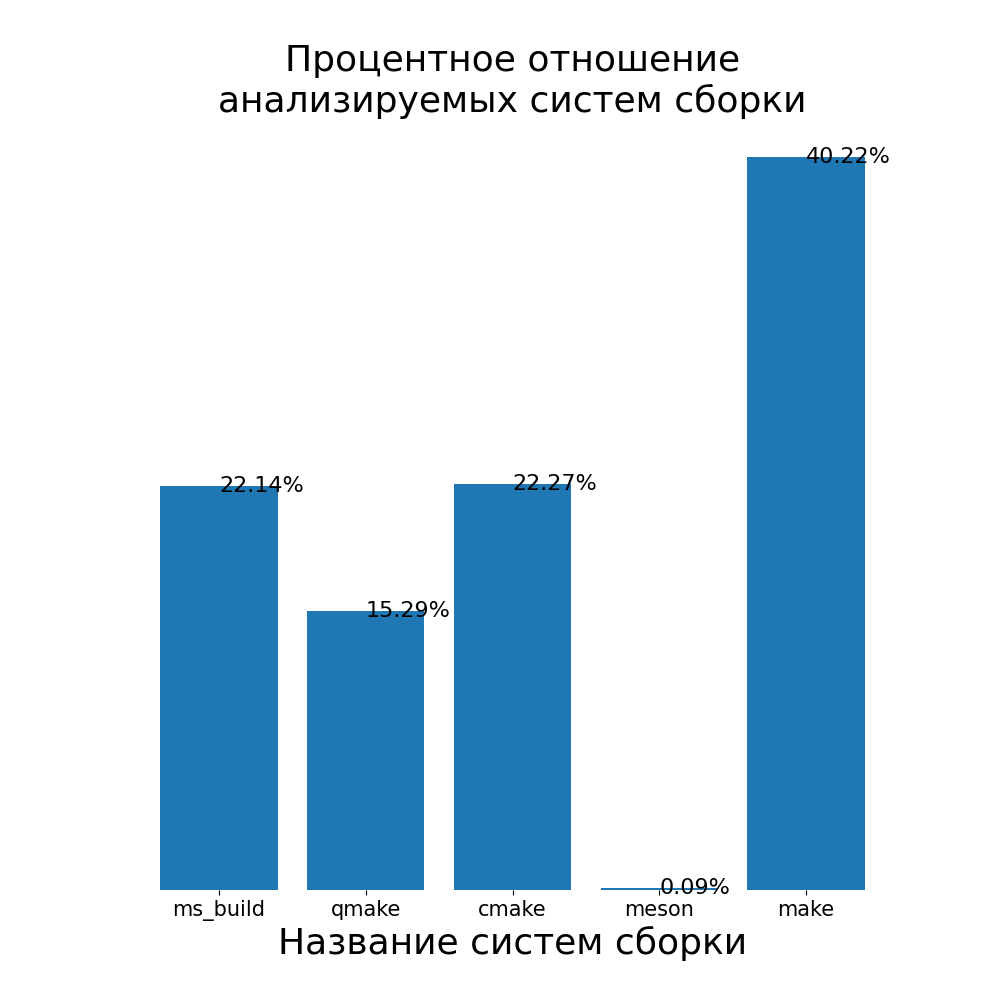 Процентное отношение
анализируемых систем сборки
40.22%
22.14%
22.27%
15.29%
0.09%
ms_build qmake cmake meson make
Название систем сборки